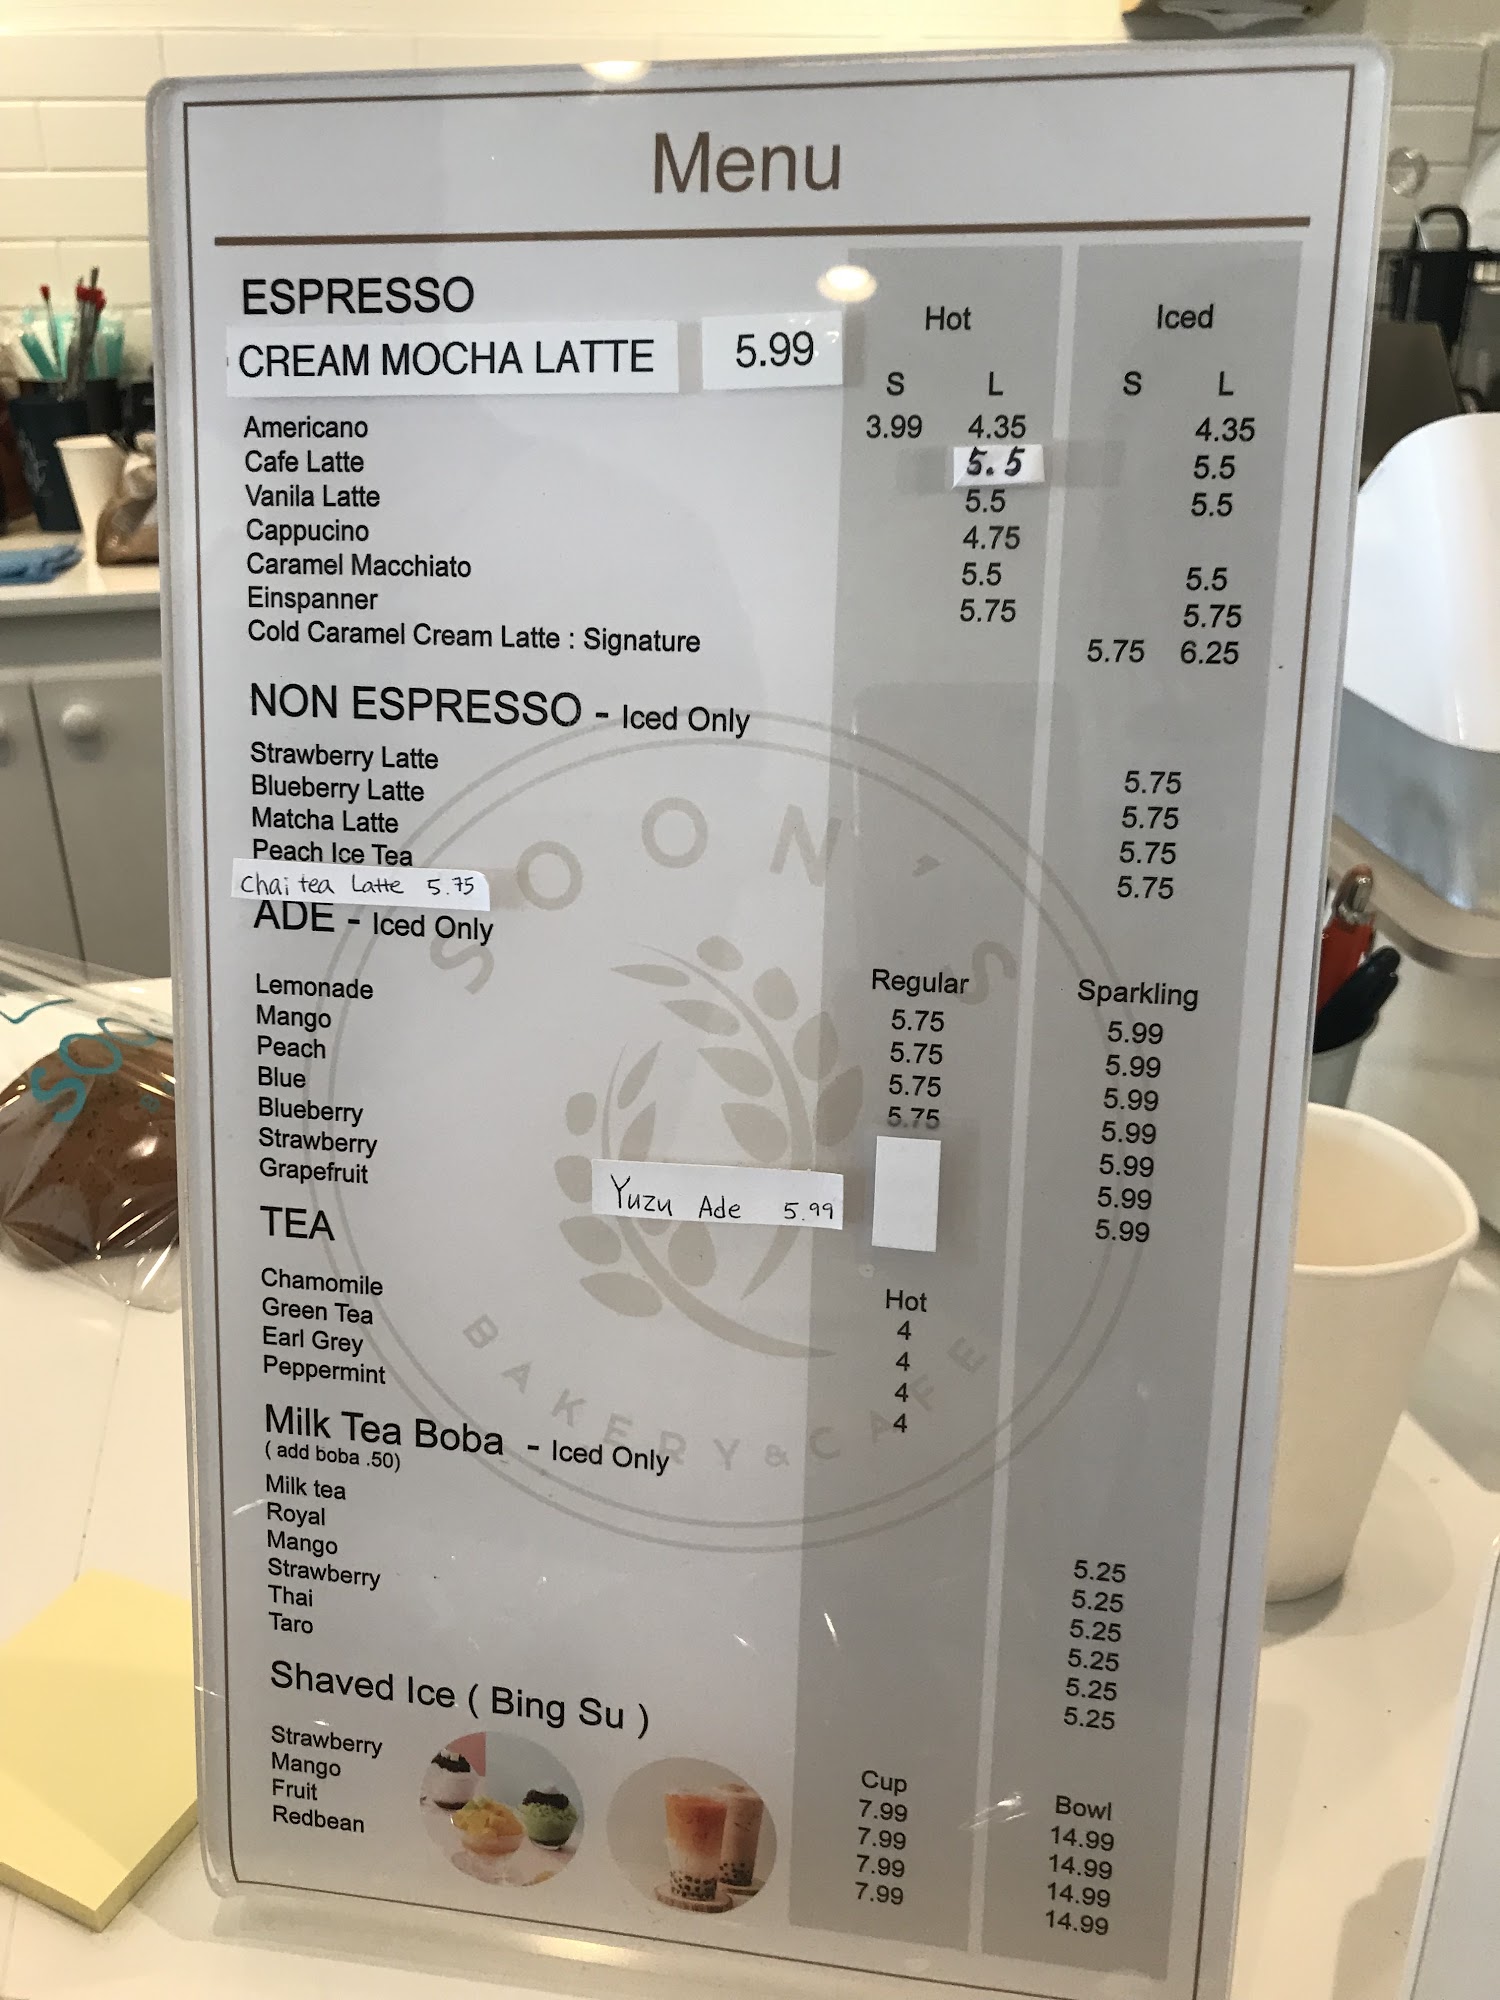 Menu
ESPRESSO
CREAM MOCHA LATTE 5.99
Hot Iced
S L S L
Americano 3.99 4.35 4.35
Cafe Latte 5.5 5.5
Vanila Latte 5.5 5.5
Cappucino 4.75
Caramel Macchiato 5.5 5.5
Einspanner 5.75 5.75
Cold Caramel Cream Latte : Signature 5.75 6.25
NON ESPRESSO - Iced Only
Strawberry Latte 5.75
Blueberry Latte 5.75
Matcha Latte 5.75
Peach Ice Tea 5.75
Chai tea Latte 5.75
ADE - Iced Only
Regular Sparkling
Lemonade 5.75 5.99
Mango 5.75 5.99
Peach 5.75 5.99
Blue 5.75 5.99
Blueberry 5.99
Strawberry 5.99
Grapefruit 5.99
Yuzu Ade 5.99
TEA
Hot
Chamomile 4
Green Tea 4
Earl Grey 4
Peppermint 4
Milk Tea Boba - Iced Only
( add boba .50)
Milk tea 5.25
Royal 5.25
Mango 5.25
Strawberry 5.25
Thai 5.25
Taro 5.25
Shaved Ice ( Bing Su )
Cup Bowl
Strawberry 7.99 14.99
Mango 7.99 14.99
Fruit 7.99 14.99
Redbean 7.99 14.99
SOON'S
BAKERY & CAFE